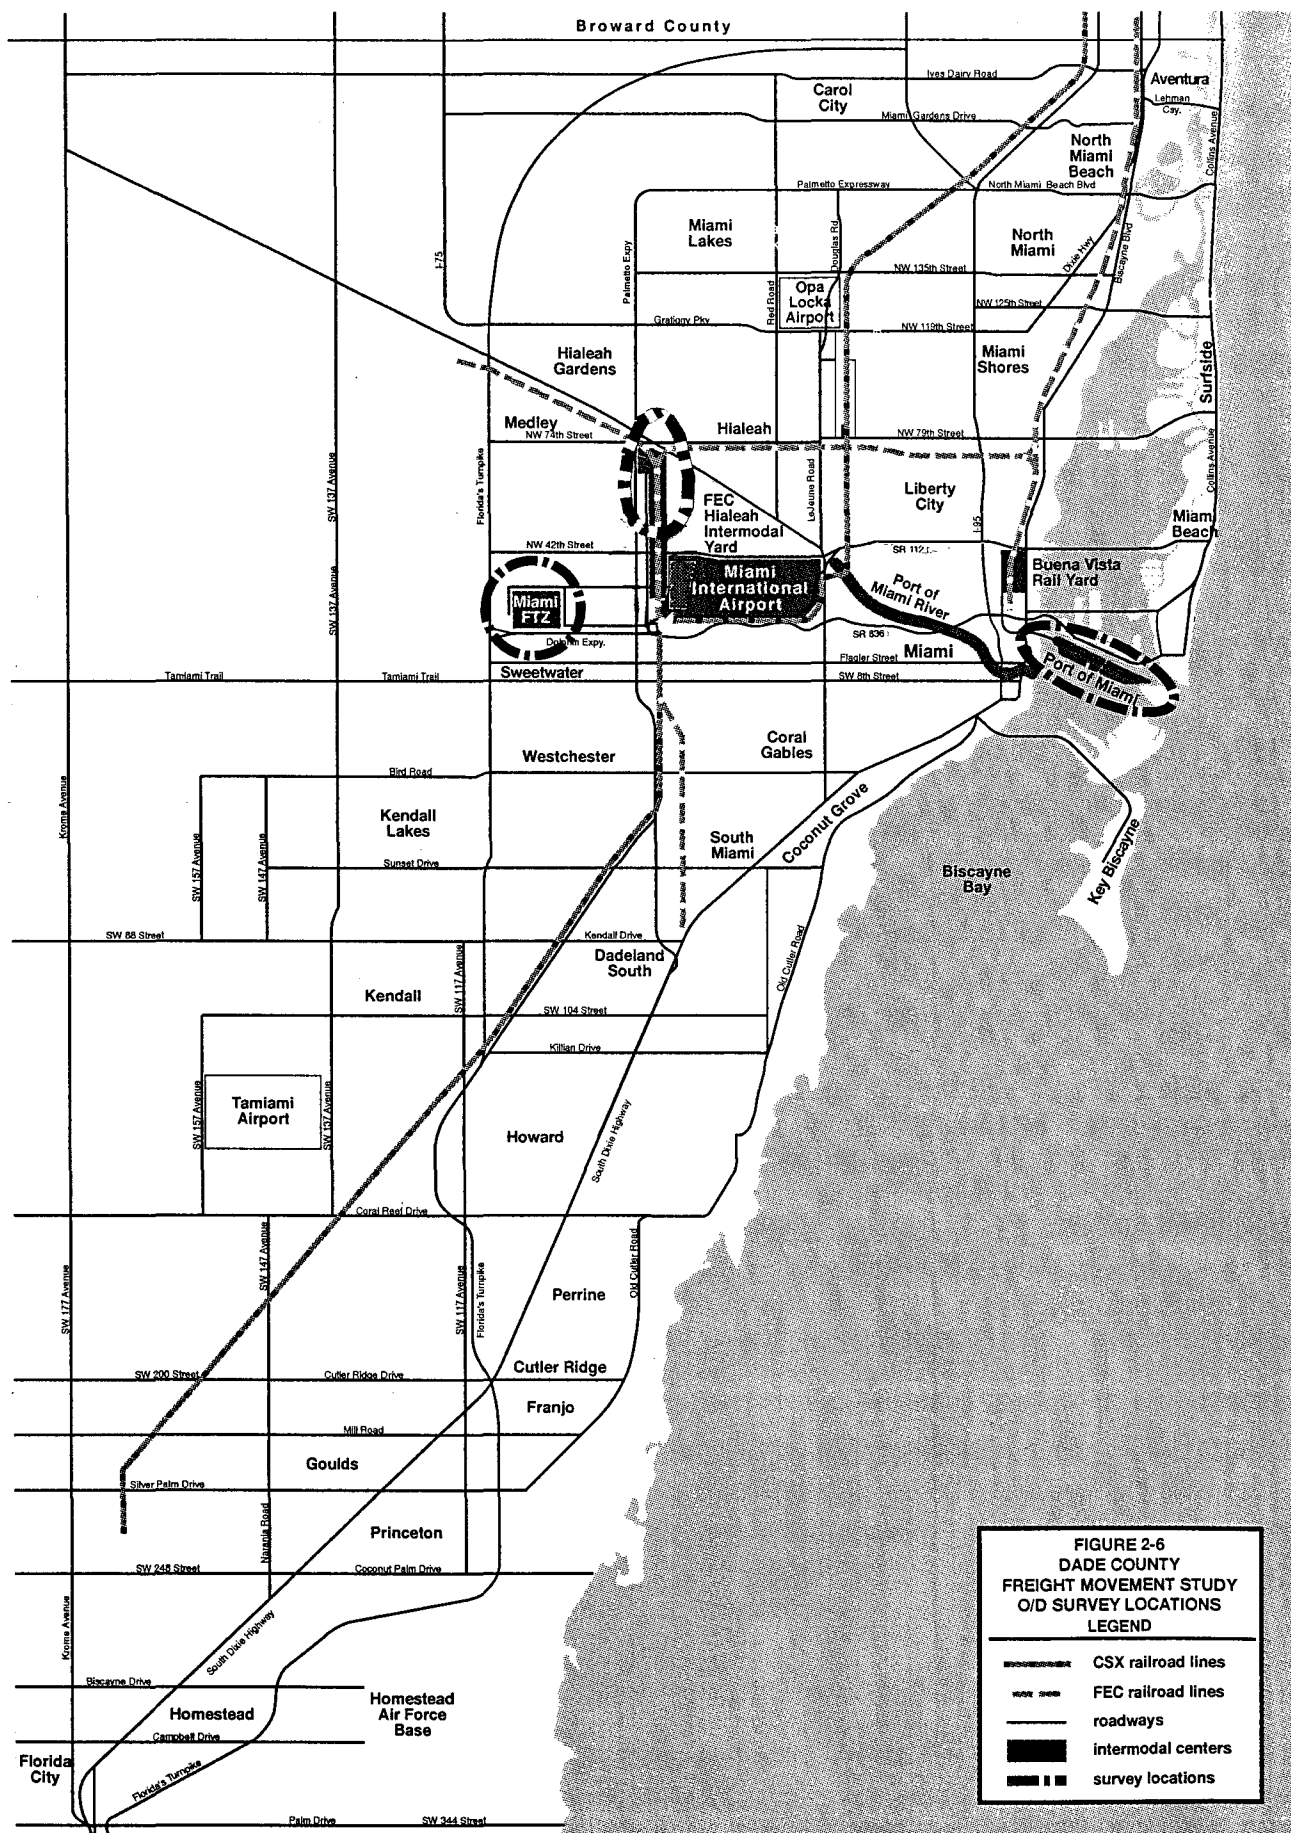 Broward County
Ives Dairy Road
Aventura
Carol
City
Lehman
Csy.
Miami Gardens Drive
Collins Avenue
North
Miami
Beach
Palmetto Expressway
North Miami Beach Blvd
Miami
Lakes
Douglas Rd
North
Miami
Dixie Hwy
Biscayne Blvd
I-75
Palmetto Expy
NW 135th Street
Red Road
Opa
Locka
Airport
NW 125th Street
Gratigny Pkv
NW 119th Street
Hialeah
Gardens
Miami
Shores
Surfside
Medley
NW 74th Street
Hialeah
NW 79th Street
Collins Avenue
SW 137 Avenue
Florida's Turnpike
LeJeune Road
Liberty
City
FEC
Hialeah
Intermodal
Yard
I-95
Miami
Beach
NW 42th Street
SR 112
Miami
International
Airport
Buena Vista
Rail Yard
SW 137 Avenue
Port of
Miami River
Miami
FTZ
Dolphin Expy.
SR 836
Flagler Street
Miami
Port of Miami
Tamiami Trail
Tamiami Trail
Sweetwater
SW 8th Street
Westchester
Coral
Gables
Bird Road
Krome Avenue
Kendall
Lakes
South
Miami
Coconut Grove
Sunset Drive
SW 157 Avenue
SW 147 Avenue
Biscayne
Bay
Key Biscayne
SW 88 Street
Kendall Drive
Dadeland
South
Old Cutler Road
SW 117 Avenue
Kendall
SW 104 Street
Killian Drive
SW 157 Avenue
Tamiami
Airport
SW 137 Avenue
Howard
South Dixie Highway
Coral Reef Drive
SW 147 Avenue
Old Cutler Road
SW 177 Avenue
SW 117 Avenue
Florida's Turnpike
Perrine
SW 200 Street
Cutler Ridge Drive
Cutler Ridge
Franjo
Mill Road
Goulds
Silver Palm Drive
Naranja Road
Princeton
SW 248 Street
Coconut Palm Drive
Krome Avenue
South Dixie Highway
Biscayne Drive
Homestead
Homestead
Air Force
Base
Campbell Drive
Florida
City
Florida's Turnpike
Palm Drive
SW 344 Street
FIGURE 2-6
DADE COUNTY
FREIGHT MOVEMENT STUDY
O/D SURVEY LOCATIONS
LEGEND
CSX railroad lines
FEC railroad lines
roadways
intermodal centers
survey locations